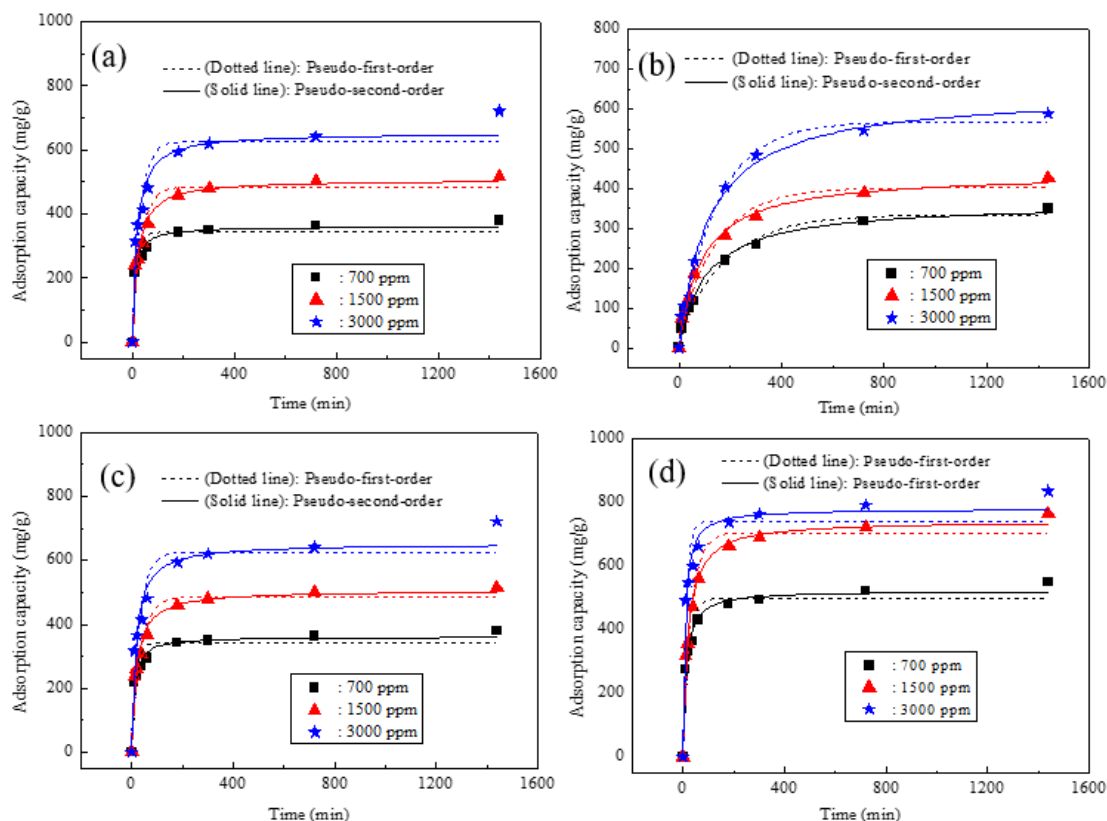 (a)
(Dotted line): Pseudo-first-order
(Solid line): Pseudo-second-order
: 700 ppm
: 1500 ppm
: 3000 ppm
Adsorption capacity (mg/g)
0
200
400
600
800
1000
0
400
800
1200
1600
Time (min)
(b)
(Dotted line): Pseudo-first-order
(Solid line): Pseudo-second-order
: 700 ppm
: 1500 ppm
: 3000 ppm
Adsorption capacity (mg/g)
0
100
200
300
400
500
600
700
800
0
400
800
1200
1600
Time (min)
(c)
(Dotted line): Pseudo-first-order
(Solid line): Pseudo-second-order
: 700 ppm
: 1500 ppm
: 3000 ppm
Adsorption capacity (mg/g)
0
200
400
600
800
1000
0
400
800
1200
1600
Time (min)
(d)
(Dotted line): Pseudo-first-order
(Solid line): Pseudo-first-order
: 700 ppm
: 1500 ppm
: 3000 ppm
Adsorption capacity (mg/g)
0
200
400
600
800
1000
0
400
800
1200
1600
Time (min)